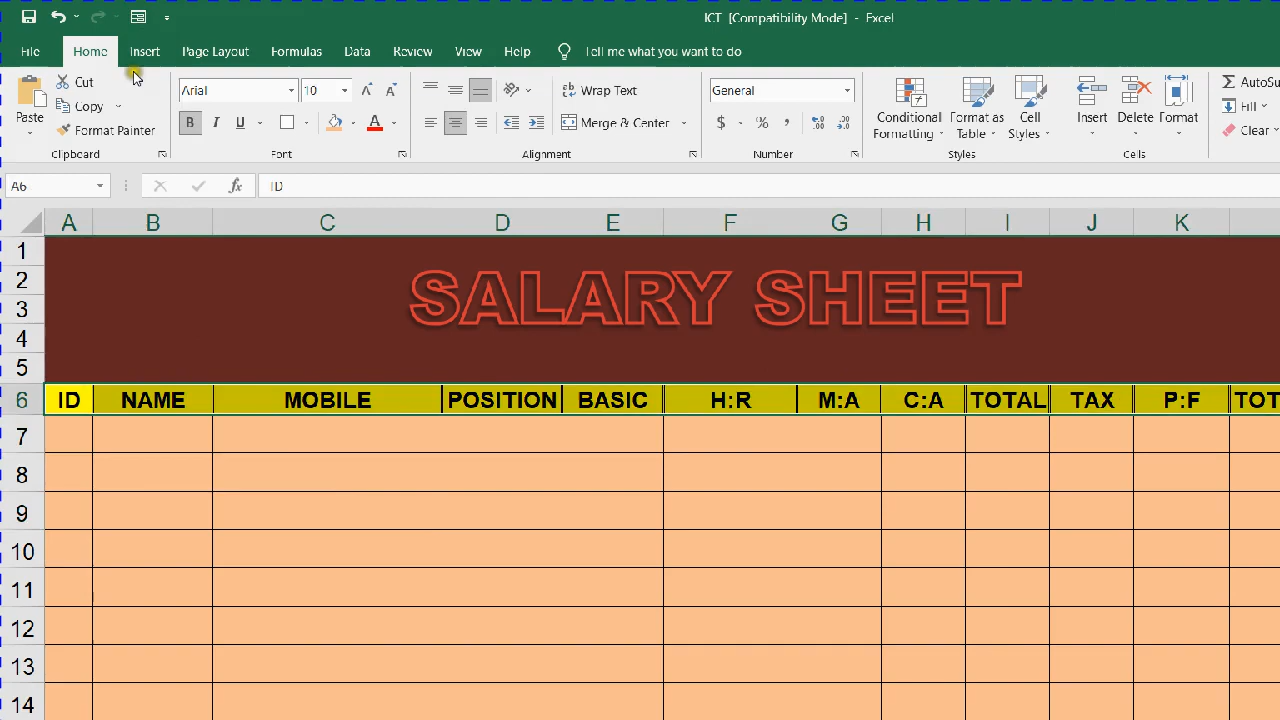 ICT [Compatibility Mode] - Excel
File Home Insert Page Layout Formulas Data Review View Help Tell me what you want to do
Paste
Cut
Copy
Format Painter
Clipboard
Arial 10
B I U A
Font
Wrap Text
Merge & Center
Alignment
General
$ % ,
Number
Conditional Formatting
Format as Table
Cell Styles
Styles
Insert Delete Format
Cells
Σ AutoSu
Fill
Clear
A6 fx ID
A B C D E F G H I J K
1
2
3
4
5
SALARY SHEET
6 ID NAME MOBILE POSITION BASIC H:R M:A C:A TOTAL TAX P:F TOT
7
8
9
10
11
12
13
14